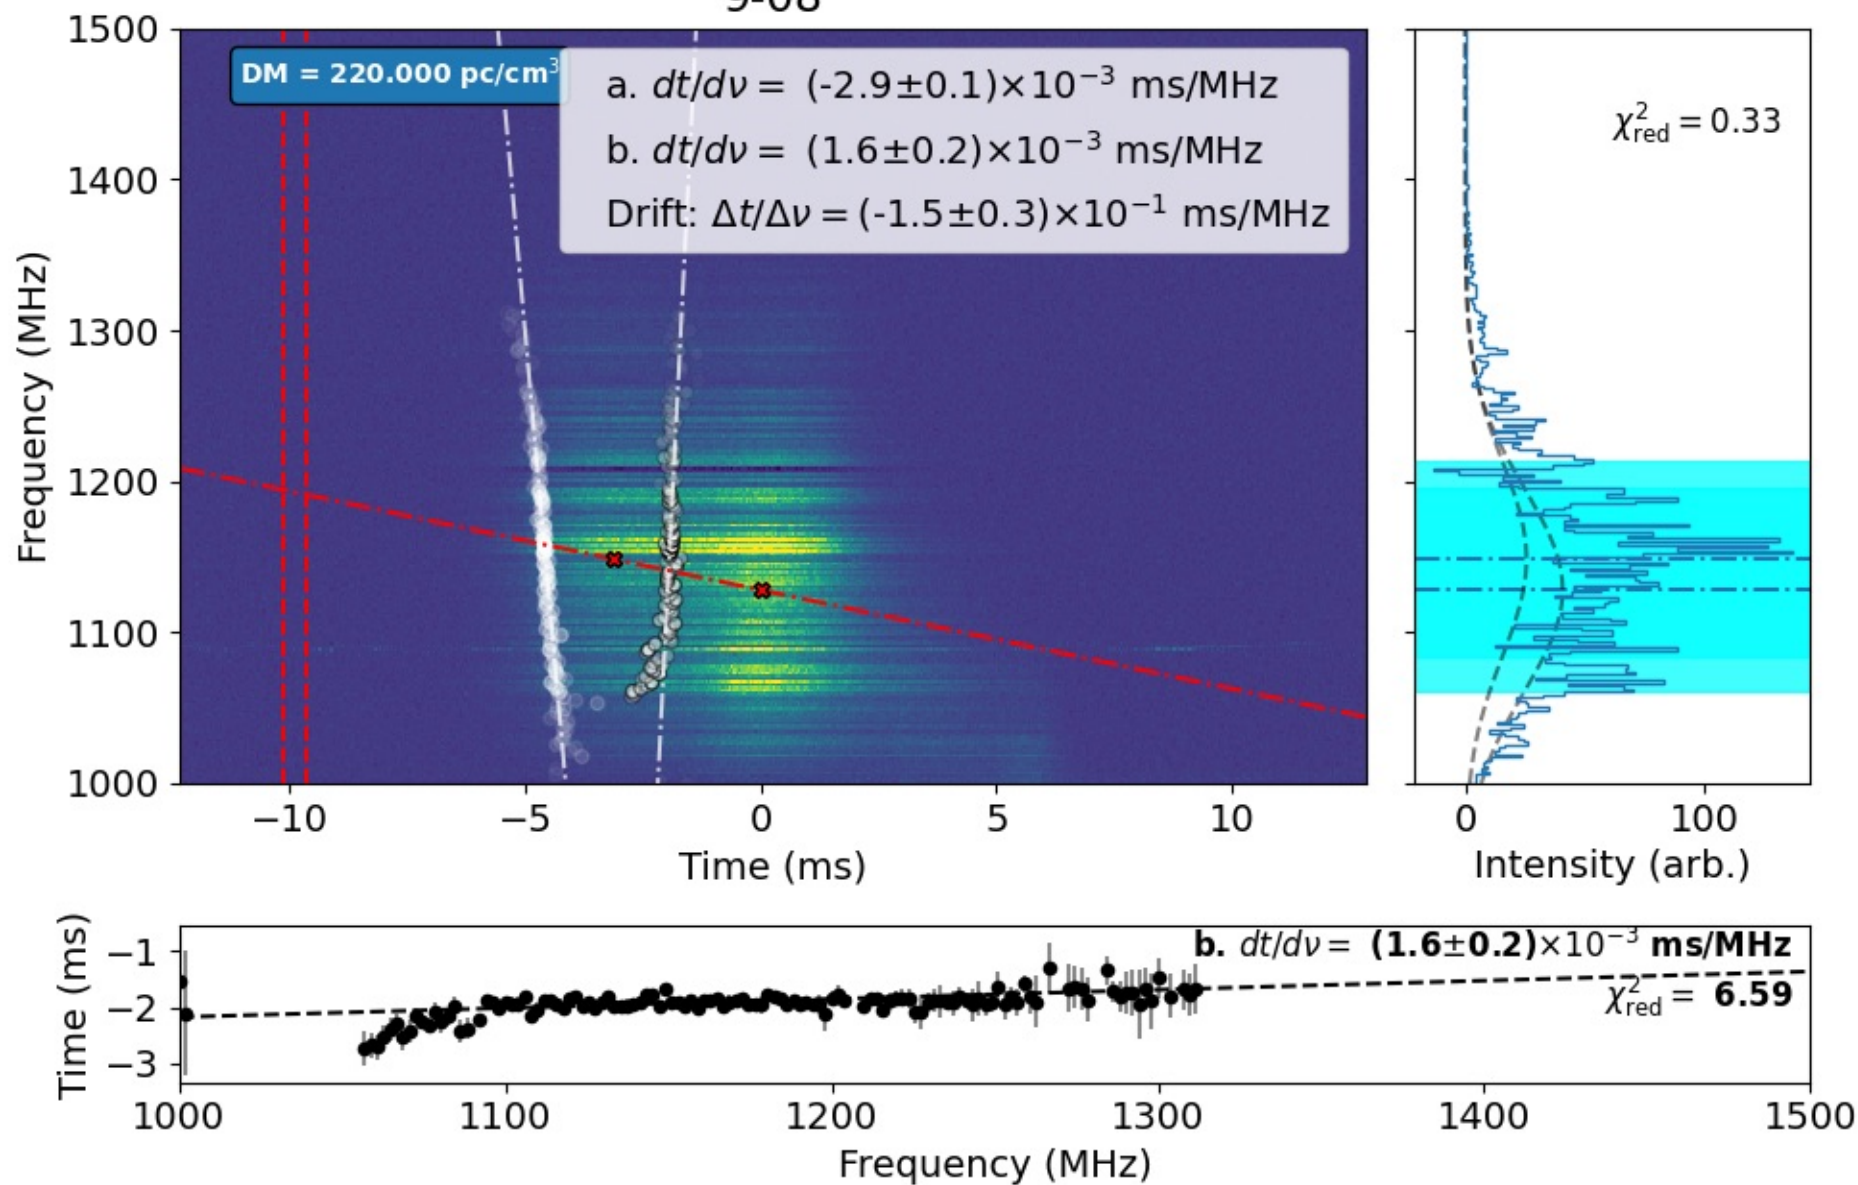 9-08
1500
1400
1300
1200
1100
1000
Frequency (MHz)
DM = 220.000 pc/cm³
a. dt/dν = (-2.9±0.1)×10⁻³ ms/MHz
b. dt/dν = (1.6±0.2)×10⁻³ ms/MHz
Drift: Δt/Δν = (-1.5±0.3)×10⁻¹ ms/MHz
−10 −5 0 5 10
Time (ms)
χ²red = 0.33
0 100
Intensity (arb.)
−1
−2
−3
Time (ms)
b. dt/dν = (1.6±0.2)×10⁻³ ms/MHz
χ²red = 6.59
1000 1100 1200 1300 1400 1500
Frequency (MHz)